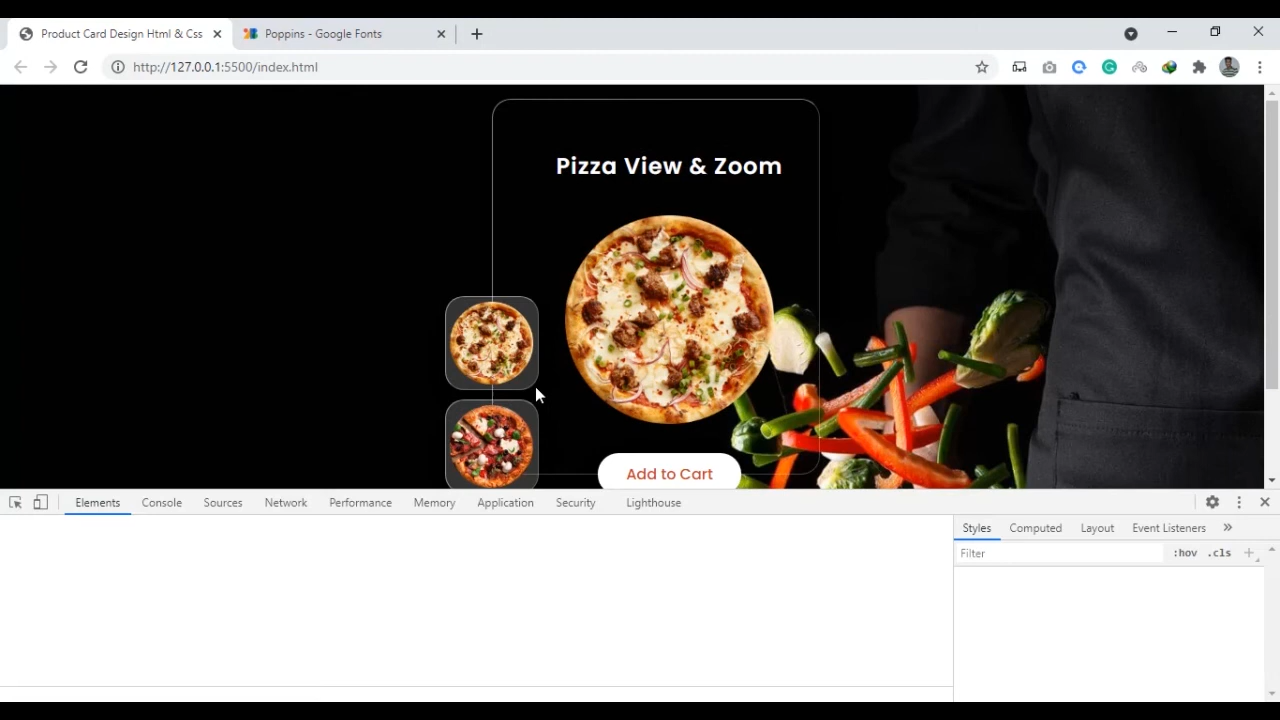 Product Card Design Html & Css
Poppins - Google Fonts
http://127.0.0.1:5500/index.html
Pizza View & Zoom
Add to Cart
Elements Console Sources Network Performance Memory Application Security Lighthouse
Styles Computed Layout Event Listeners
Filter :hov .cls